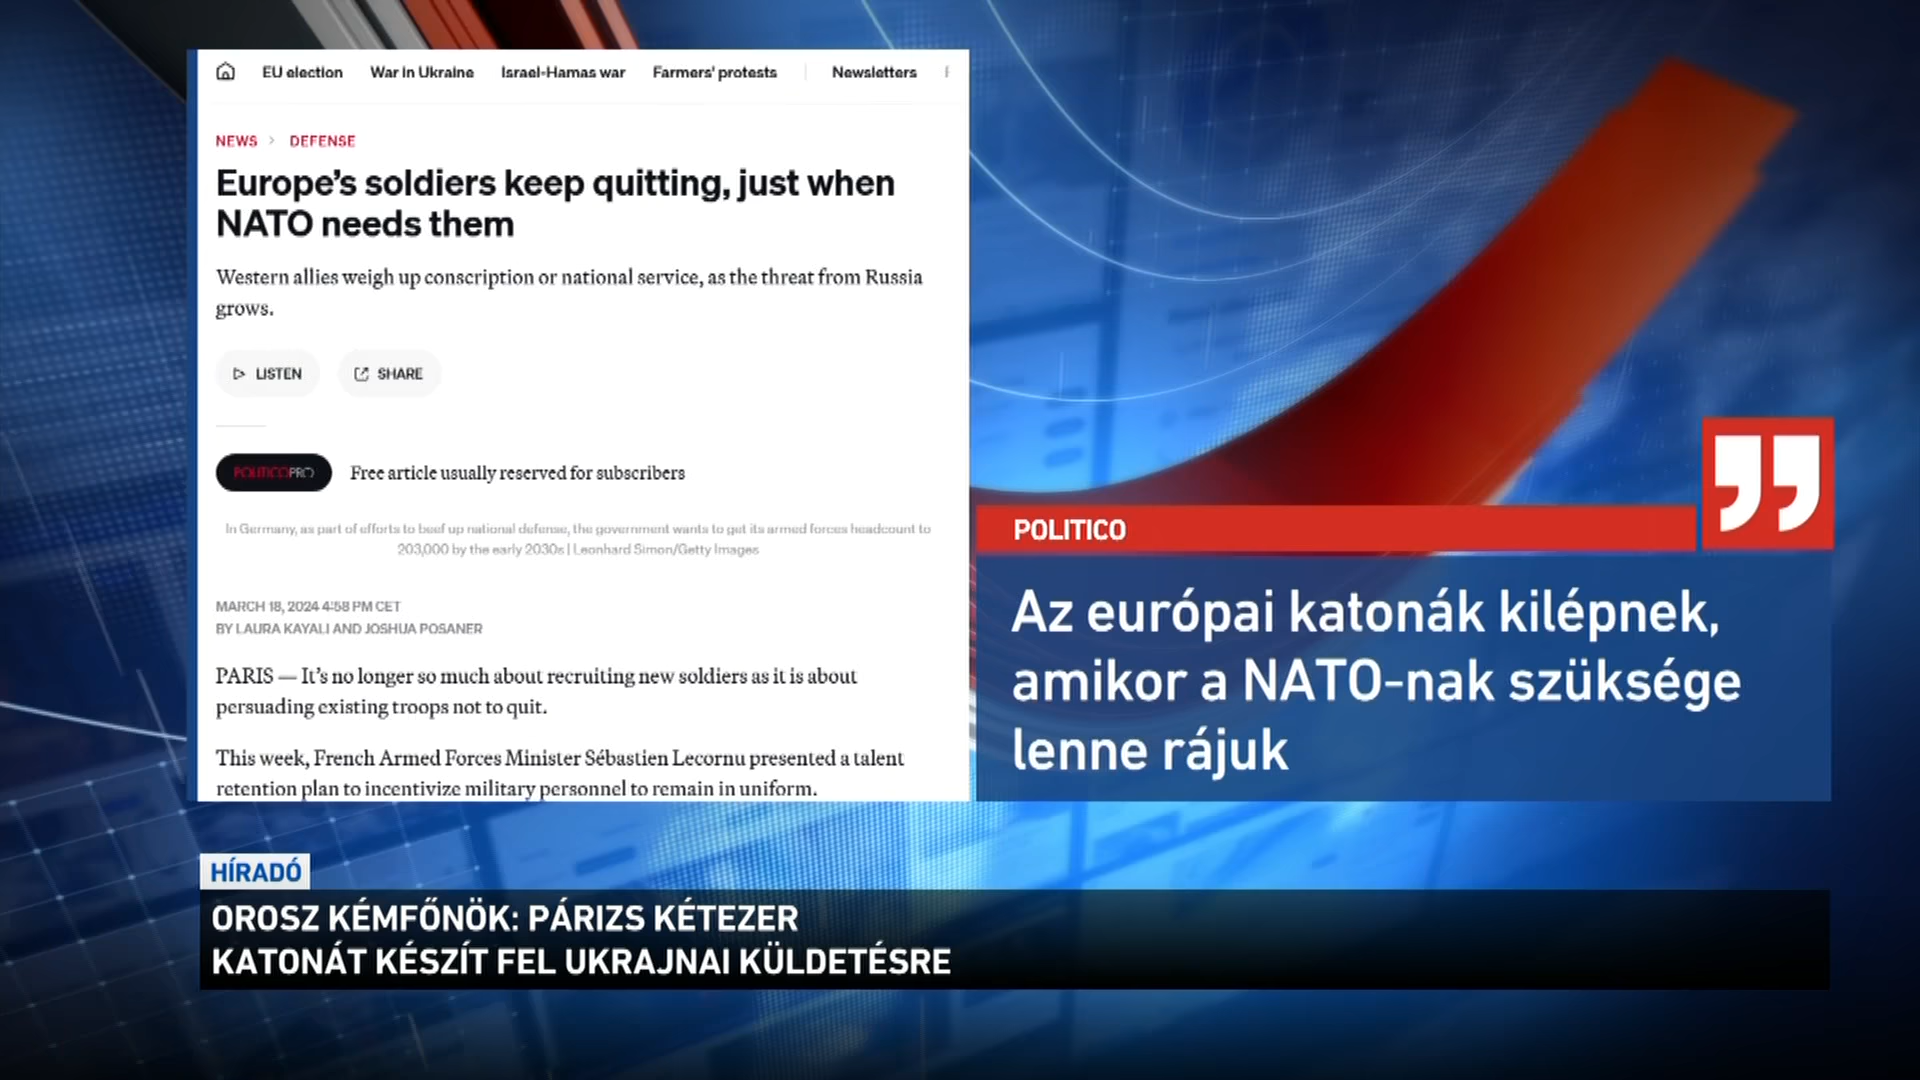 EU election War in Ukraine Israel-Hamas war Farmers' protests Newsletters
NEWS > DEFENSE
Europe's soldiers keep quitting, just when
NATO needs them
Western allies weigh up conscription or national service, as the threat from Russia
grows.
LISTEN SHARE
POLITICOPRO Free article usually reserved for subscribers
In Germany, as part of efforts to beef up national defense, the government wants to get its armed forces headcount to
203,000 by the early 2030s | Leonhard Simon/Getty Images
MARCH 18, 2024 4:58 PM CET
BY LAURA KAYALI AND JOSHUA POSANER
PARIS — It's no longer so much about recruiting new soldiers as it is about
persuading existing troops not to quit.
This week, French Armed Forces Minister Sébastien Lecornu presented a talent
retention plan to incentivize military personnel to remain in uniform.
POLITICO
Az európai katonák kilépnek,
amikor a NATO-nak szüksége
lenne rájuk
HÍRADÓ
OROSZ KÉMFŐNÖK: PÁRIZS KÉTEZER
KATONÁT KÉSZÍT FEL UKRAJNAI KÜLDETÉSRE